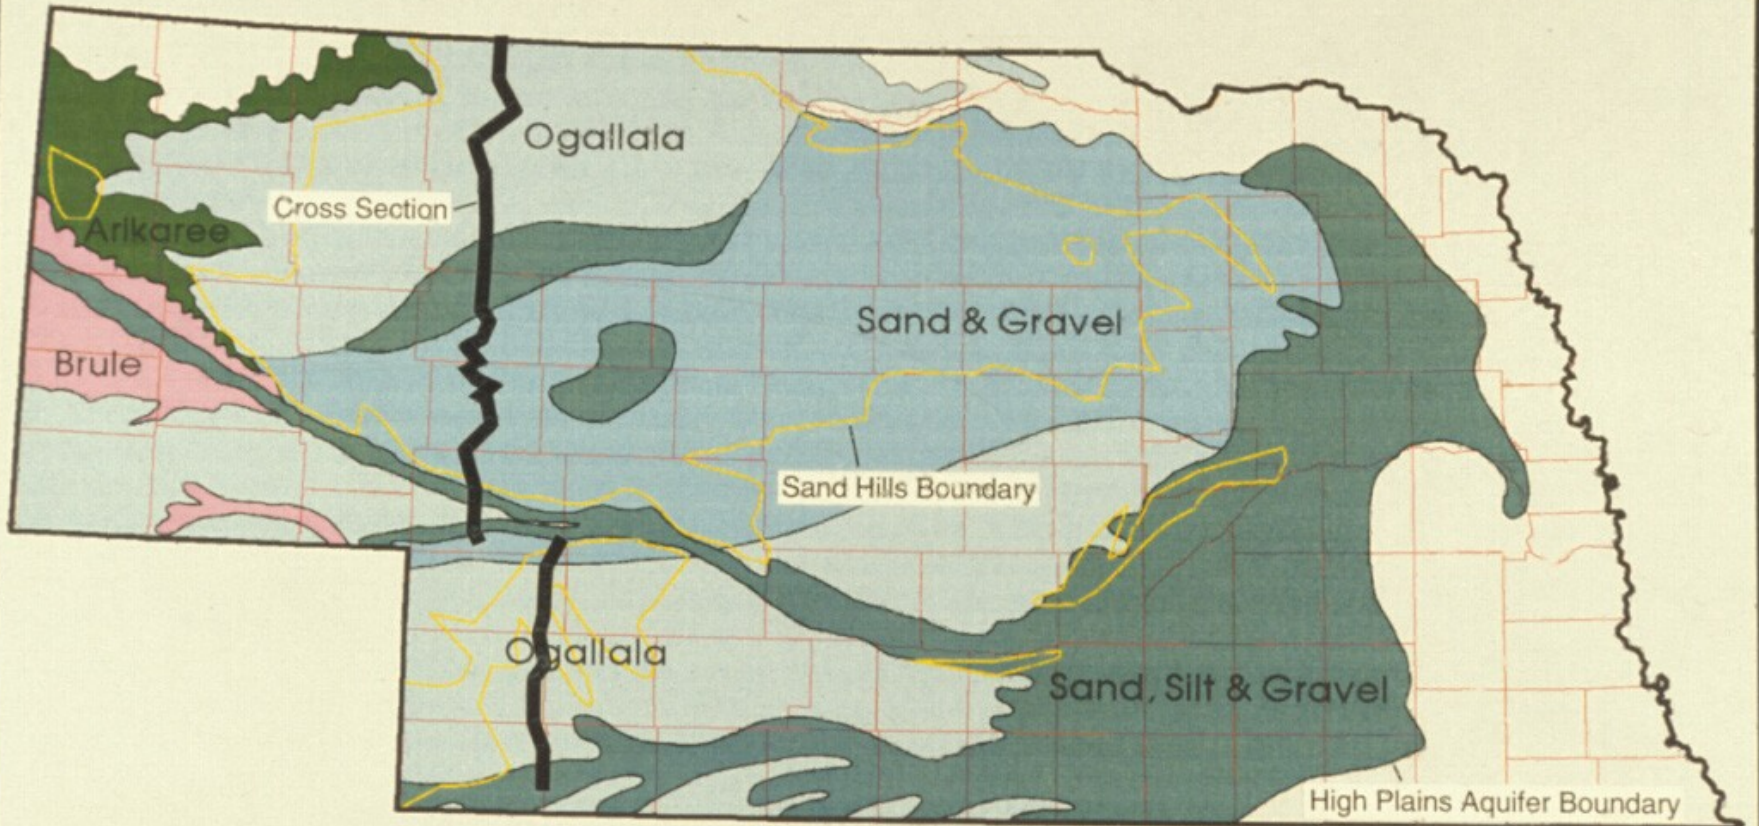 Ogallala
Cross Section
Arikaree
Sand & Gravel
Brule
Sand Hills Boundary
Ogallala
Sand, Silt & Gravel
High Plains Aquifer Boundary